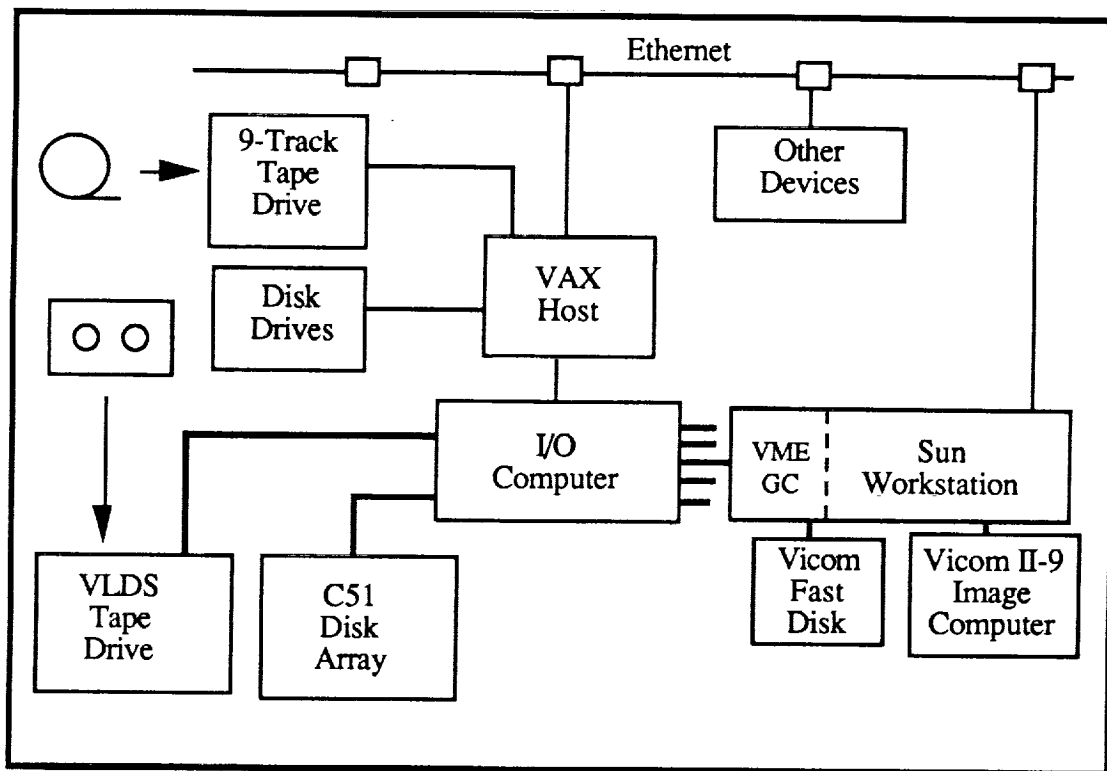 Ethernet
9-Track
Tape
Drive
Other
Devices
VAX
Host
Disk
Drives
I/O
Computer
VME
GC
Sun
Workstation
VLDS
Tape
Drive
C51
Disk
Array
Vicom
Fast
Disk
Vicom II-9
Image
Computer